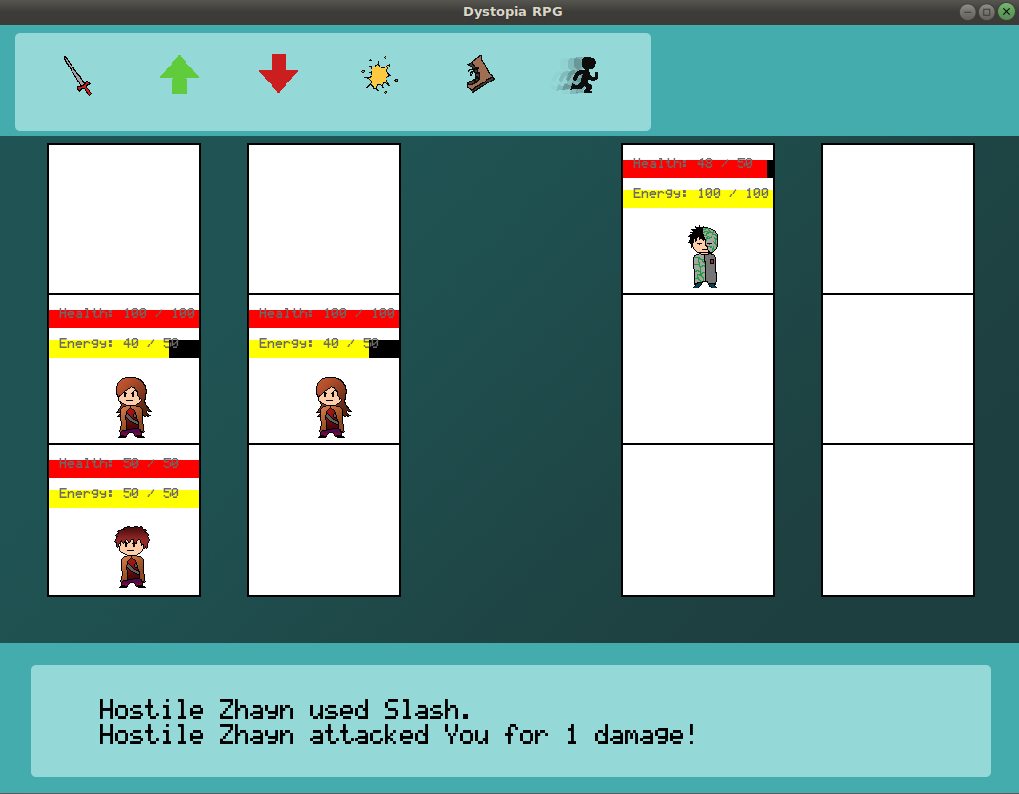 Dystopia RPG
Health: 48 / 50
Energy: 100 / 100
Health: 100 / 100
Energy: 40 / 50
Health: 100 / 100
Energy: 40 / 50
Health: 50 / 50
Energy: 50 / 50
Hostile Zhayn used Slash.
Hostile Zhayn attacked You for 1 damage!